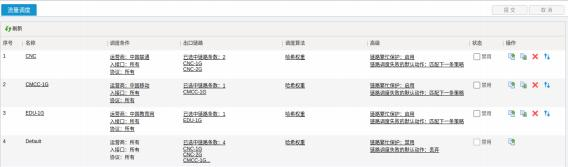 流量调度
提 交 取 消
刷新
序号 名称 调度条件 出口链路 调度算法 高级 状态 操作
1 CNC 运营商：中国联通 已选中链路条数：2 哈希权重 链路繁忙保护：启用 禁用
入接口：所有 CNC-1G 链路调度失败的默认动作：匹配下一条策略
协议：所有 CNC-2G
2 CMCC-1G 运营商：中国移动 已选中链路条数：1 哈希权重 链路繁忙保护：启用 禁用
入接口：所有 CMCC-1G 链路调度失败的默认动作：匹配下一条策略
协议：所有
3 EDU-1G 运营商：中国教育网 已选中链路条数：1 哈希权重 链路繁忙保护：启用 禁用
入接口：所有 EDU-1G 链路调度失败的默认动作：匹配下一条策略
协议：所有
4 Default 运营商：所有 已选中链路条数：4 哈希权重 链路繁忙保护：禁用 禁用
入接口：所有 CNC-1G 链路调度失败的默认动作：丢弃
协议：所有 CNC-2G
CMCC-1G...